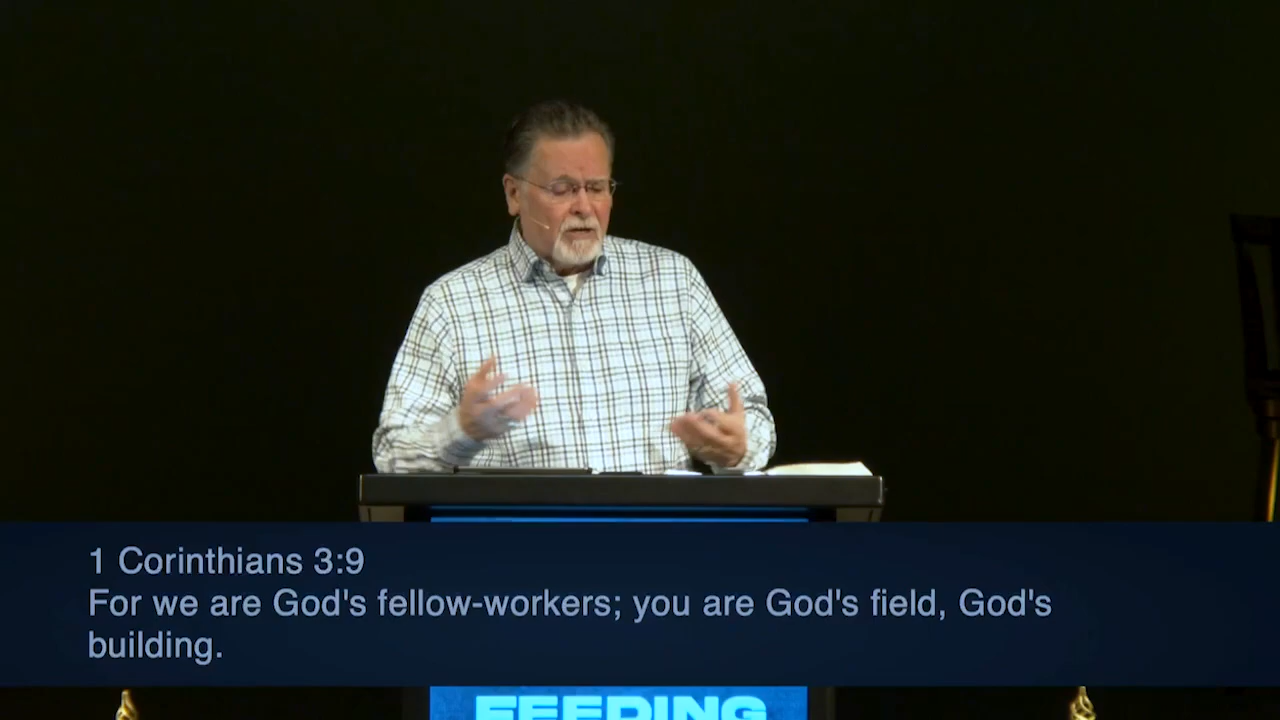 1 Corinthians 3:9
For we are God's fellow-workers; you are God's field, God's
building.
FEEDING